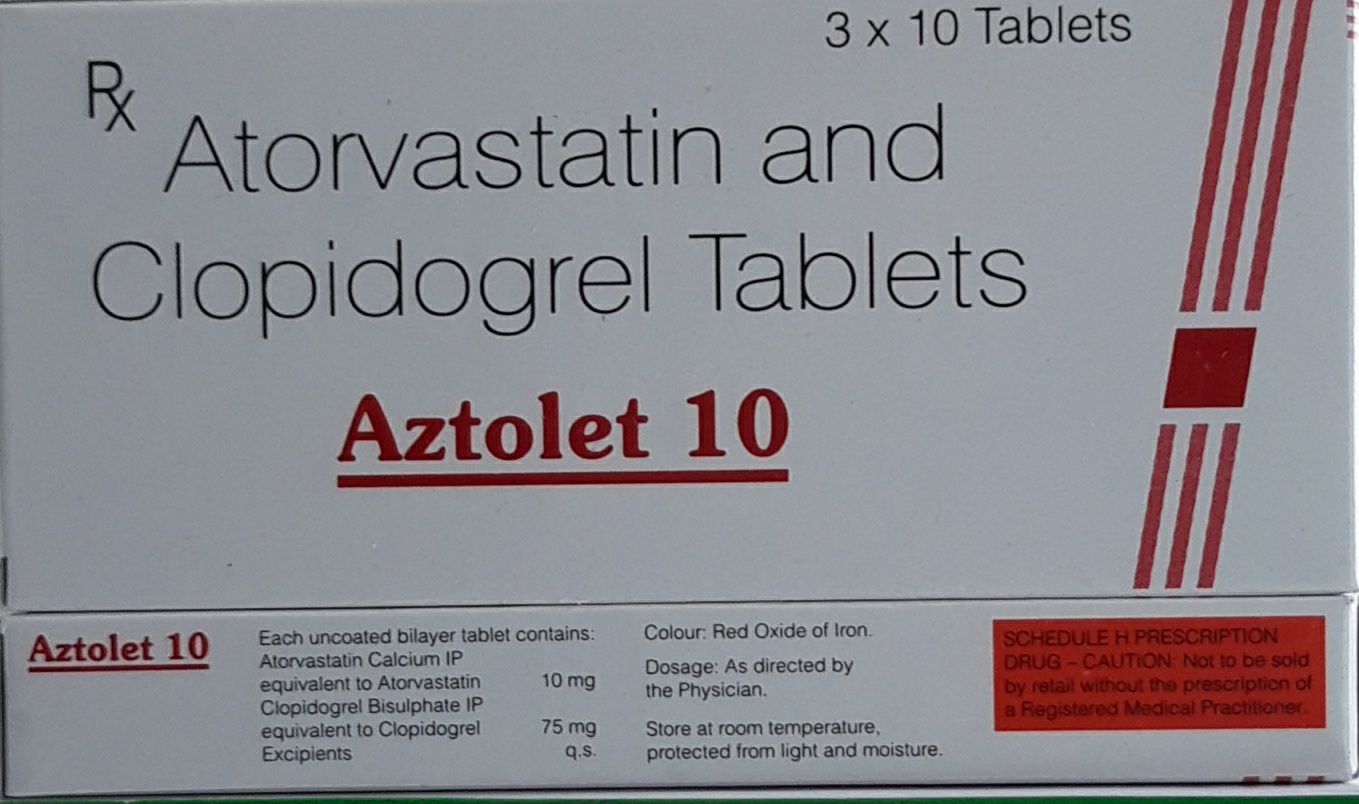 3 x 10 Tablets
Rx Atorvastatin and
Clopidogrel Tablets
Aztolet 10
Aztolet 10
Each uncoated bilayer tablet contains:
Atorvastatin Calcium IP
equivalent to Atorvastatin 10 mg
Clopidogrel Bisulphate IP
equivalent to Clopidogrel 75 mg
Excipients q.s.
Colour: Red Oxide of Iron.
Dosage: As directed by
the Physician.
Store at room temperature,
protected from light and moisture.
SCHEDULE H PRESCRIPTION
DRUG – CAUTION: Not to be sold
by retail without the prescription of
a Registered Medical Practitioner.